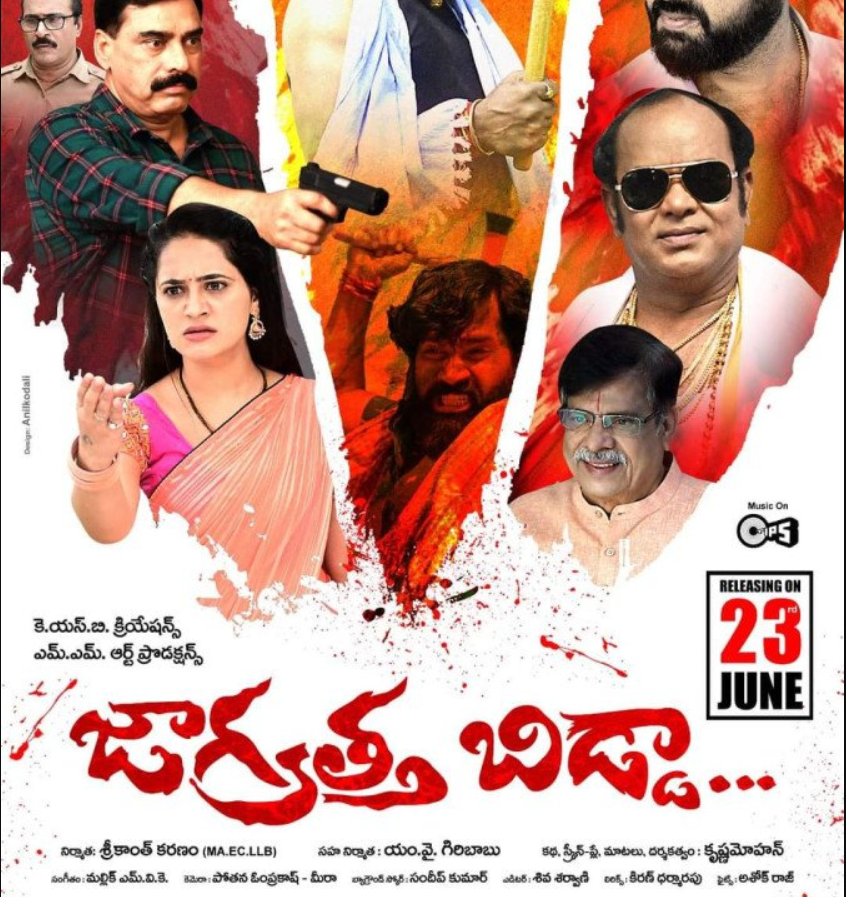 Design: Anilkodali
Music On
TIPS
RELEASING ON
23rd
JUNE
కె.యస్.బి. క్రియేషన్స్
ఎమ్.ఎమ్. ఆర్ట్ ప్రొడక్షన్స్
జాగ్రత్త బిడ్డా...
నిర్మాత: శ్రీకాంత్ కరణం (MA.EC.LLB) సహ నిర్మాత : యం.వై. గిరిబాబు కథ, స్క్రీన్-ప్లే, మాటలు, దర్శకత్వం : కృష్ణమోహన్
సంగీతం: మల్లిక్ ఎమ్.వి.కె. కెమెరా : పోతన ఓంప్రకాష్ - మీరా బ్యాగ్రౌండ్ స్కోర్: సందీప్ కుమార్ ఎడిటర్ : శివ శర్వాణి లిరిక్స్: కిరణ్ ధర్మారపు ఫైట్స్: అశోక్ రాజ్